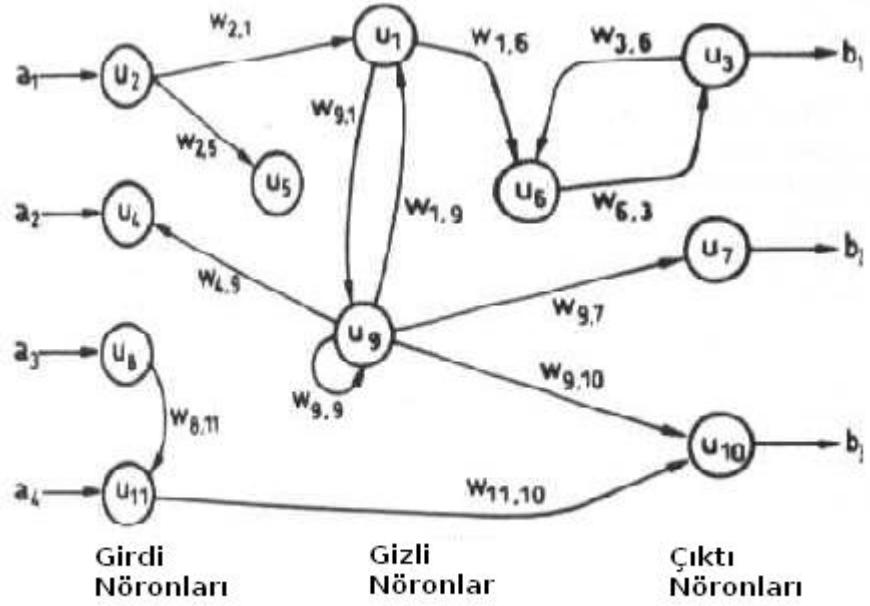 w2,1
u1
w1,6
w3,6
u3
b1
a1
u2
w9,1
w2,5
u5
u6
w6,3
a2
u4
w1,9
u7
w4,9
w9,7
a3
u8
u9
w9,10
w9,9
w8,11
u10
a4
u11
w11,10
Girdi
Nöronları
Gizli
Nöronlar
Çıktı
Nöronları